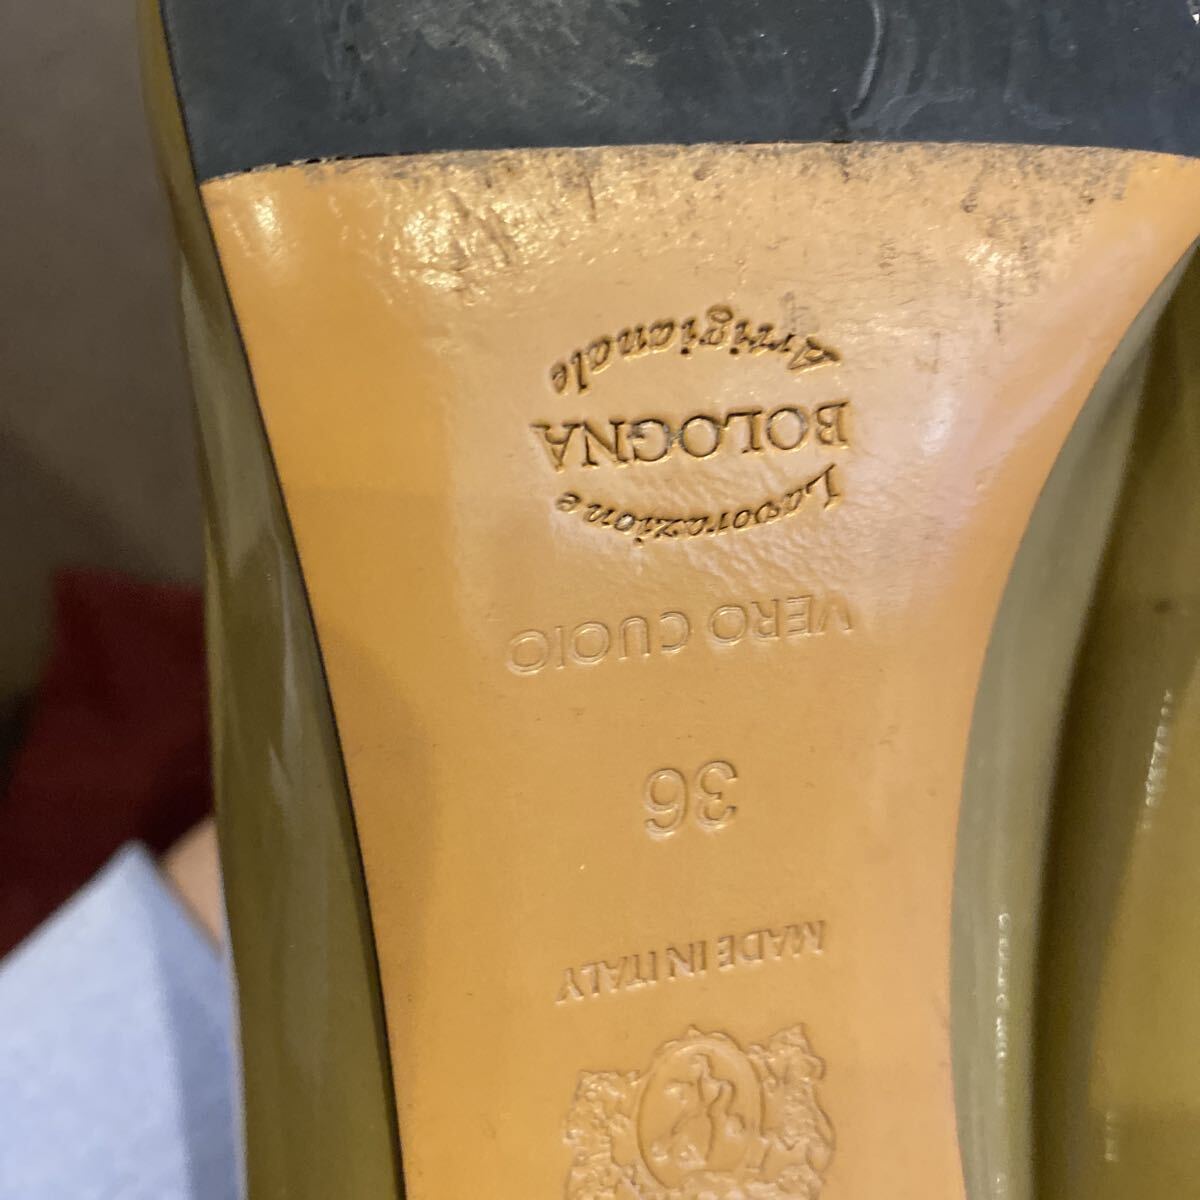 MADE IN ITALY
36
VERO CUOIO
Lavorazione
BOLOGNA
Artigianale